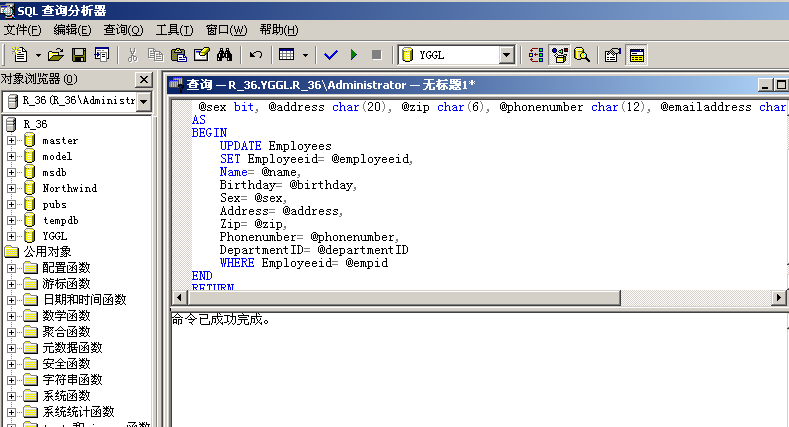 SQL 查询分析器
文件(F) 编辑(E) 查询(Q) 工具(T) 窗口(W) 帮助(H)
YGGL
对象浏览器(O)
R_36(R_36\Administr
R_36
master
model
msdb
Northwind
pubs
tempdb
YGGL
公用对象
配置函数
游标函数
日期和时间函数
数学函数
聚合函数
元数据函数
安全函数
字符串函数
系统函数
系统统计函数
查询 — R_36.YGGL.R_36\Administrator — 无标题1*
@sex bit, @address char(20), @zip char(6), @phonenumber char(12), @emailaddress char
AS
BEGIN
UPDATE Employees
SET Employeeid= @employeeid,
Name= @name,
Birthday= @birthday,
Sex= @sex,
Address= @address,
Zip= @zip,
Phonenumber= @phonenumber,
DepartmentID= @departmentID
WHERE Employeeid= @empid
END
RETURN
命令已成功完成。